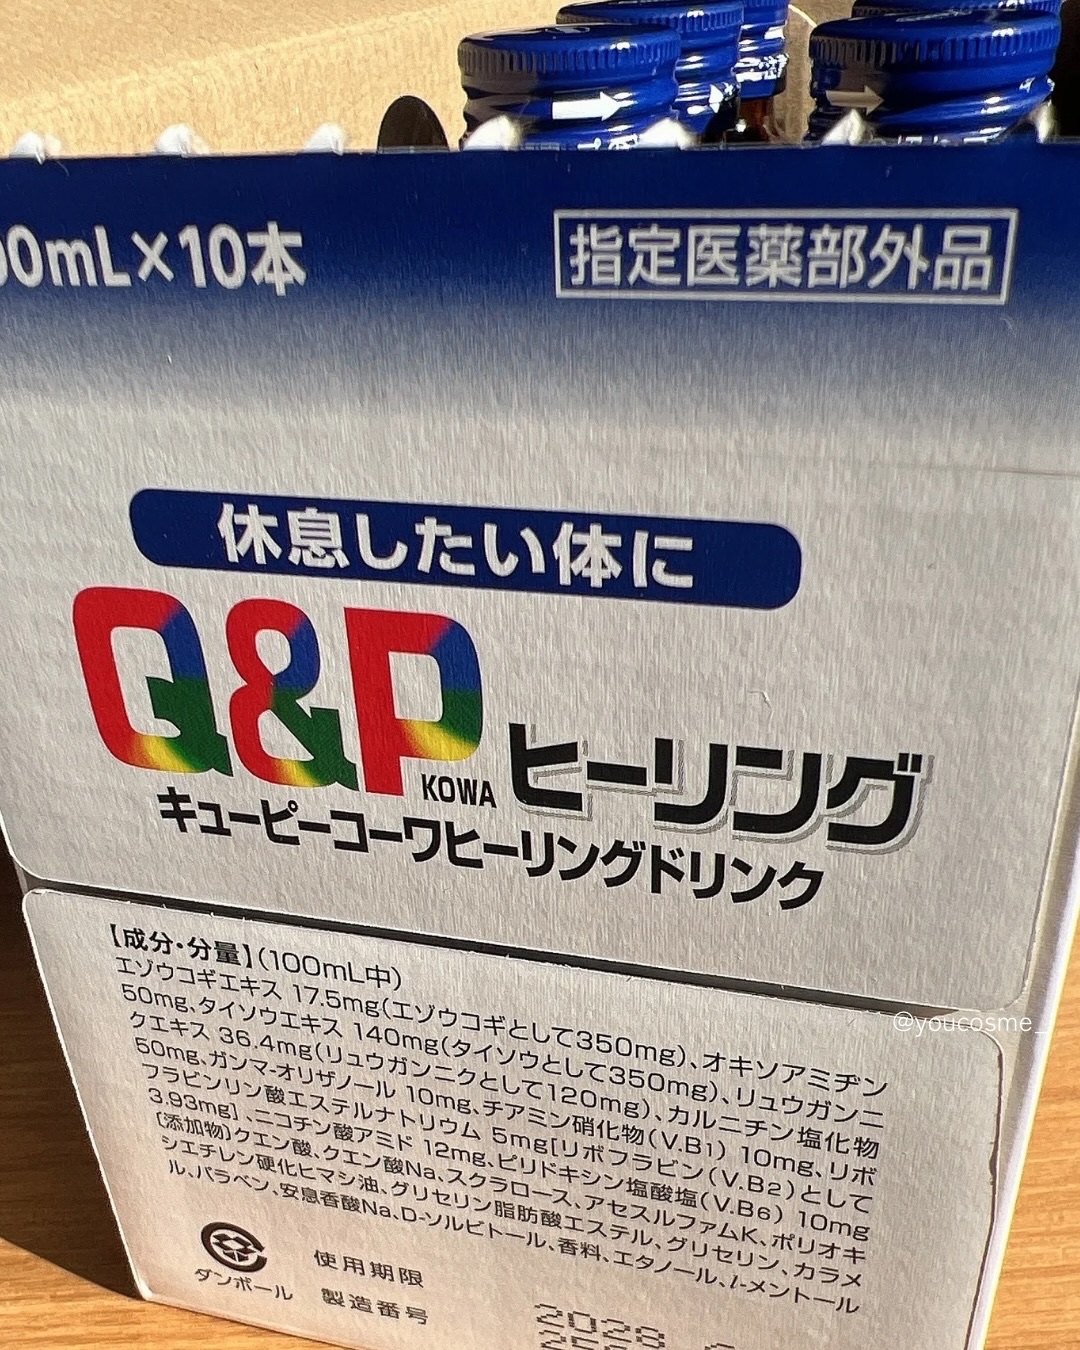 00mL×10本
指定医薬部外品
休息したい体に
Q&P KOWA ヒーリング
キューピーコーワヒーリングドリンク
【成分・分量】(100mL中)
エゾウコギエキス 17.5mg(エゾウコギとして350mg)、オキソアミヂン
50mg、タイソウエキス 140mg(タイソウとして350mg)、リュウガンニ
クエキス 36.4mg(リュウガンニクとして120mg)、カルニチン塩化物
50mg、ガンマ-オリザノール 10mg、チアミン硝化物(V.B1) 10mg、リボ
フラビンリン酸エステルナトリウム 5mg[リボフラビン(V.B2)として
3.93mg]、ニコチン酸アミド 12mg、ピリドキシン塩酸塩(V.B6) 10mg
[添加物]クエン酸、クエン酸Na、スクラロース、アセスルファムK、ポリオキ
シエチレン硬化ヒマシ油、グリセリン脂肪酸エステル、グリセリン、カラメ
ル、パラベン、安息香酸Na、D-ソルビトール、香料、エタノール、l-メントール
ダンボール
使用期限
製造番号
2028
@youcosme_